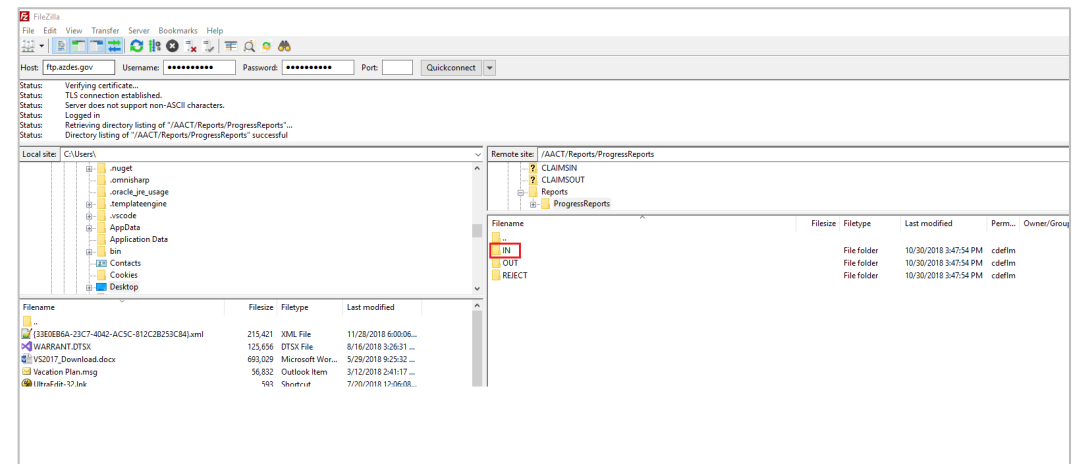 FileZilla
File Edit View Transfer Server Bookmarks Help
Host: ftp.azdes.gov Username: ●●●●●●●●●● Password: ●●●●●●●●●● Port: Quickconnect
Status: Verifying certificate...
Status: TLS connection established.
Status: Server does not support non-ASCII characters.
Status: Logged in
Status: Retrieving directory listing of "/AACT/Reports/ProgressReports"...
Status: Directory listing of "/AACT/Reports/ProgressReports" successful
Local site: C:\Users\
.nuget
.omnisharp
.oracle_jre_usage
.templateengine
.vscode
AppData
Application Data
bin
Contacts
Cookies
Desktop
Filename Filesize Filetype Last modified
..
{33E0EB6A-23C7-4042-AC5C-812C2B253C84}.xml 215,421 XML File 11/28/2018 6:00:06...
WARRANT.DTSX 125,656 DTSX File 8/16/2018 3:26:31 ...
VS2017_Download.docx 693,029 Microsoft Wor... 5/29/2018 9:25:32 ...
Vacation Plan.msg 56,832 Outlook Item 3/12/2018 2:41:17 ...
UltraEdit-32.lnk 593 Shortcut 7/20/2018 12:06:08...
Remote site: /AACT/Reports/ProgressReports
? CLAIMSIN
? CLAIMSOUT
Reports
ProgressReports
Filename Filesize Filetype Last modified Perm... Owner/Group
..
IN File folder 10/30/2018 3:47:54 PM cdeflm
OUT File folder 10/30/2018 3:47:54 PM cdeflm
REJECT File folder 10/30/2018 3:47:54 PM cdeflm